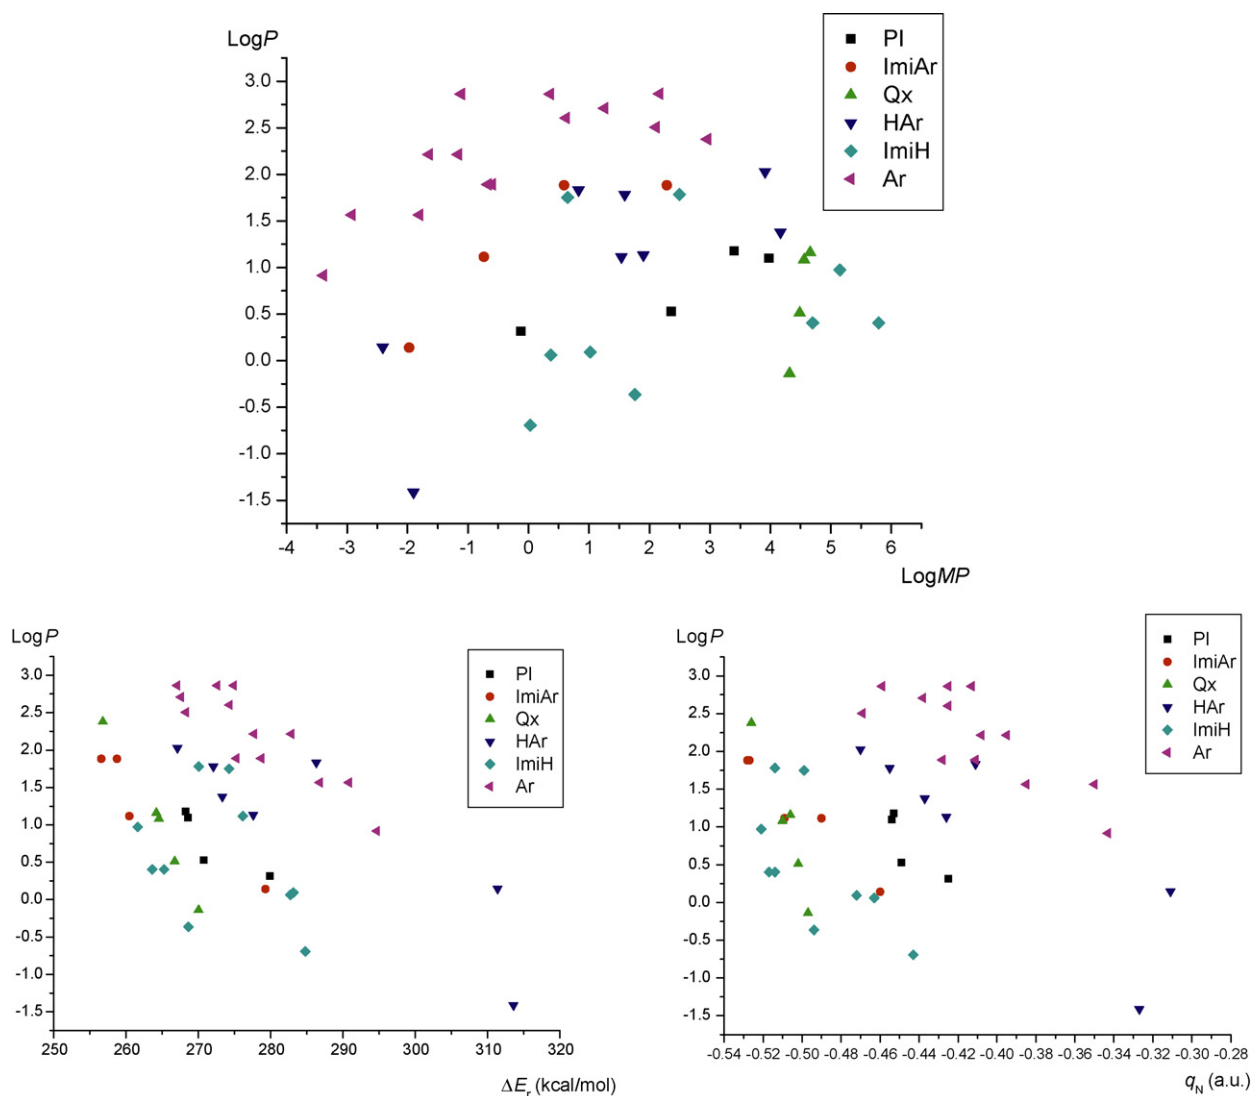 LogP
PI
ImiAr
Qx
HAr
ImiH
Ar
3.0
2.5
2.0
1.5
1.0
0.5
0.0
-0.5
-1.0
-1.5
-4 -3 -2 -1 0 1 2 3 4 5 6
LogMP
LogP
PI
ImiAr
Qx
HAr
ImiH
Ar
3.0
2.5
2.0
1.5
1.0
0.5
0.0
-0.5
-1.0
-1.5
250 260 270 280 290 300 310 320
ΔEr (kcal/mol)
LogP
PI
ImiAr
Qx
HAr
ImiH
Ar
3.0
2.5
2.0
1.5
1.0
0.5
0.0
-0.5
-1.0
-1.5
-0.54 -0.52 -0.50 -0.48 -0.46 -0.44 -0.42 -0.40 -0.38 -0.36 -0.34 -0.32 -0.30 -0.28
qN (a.u.)